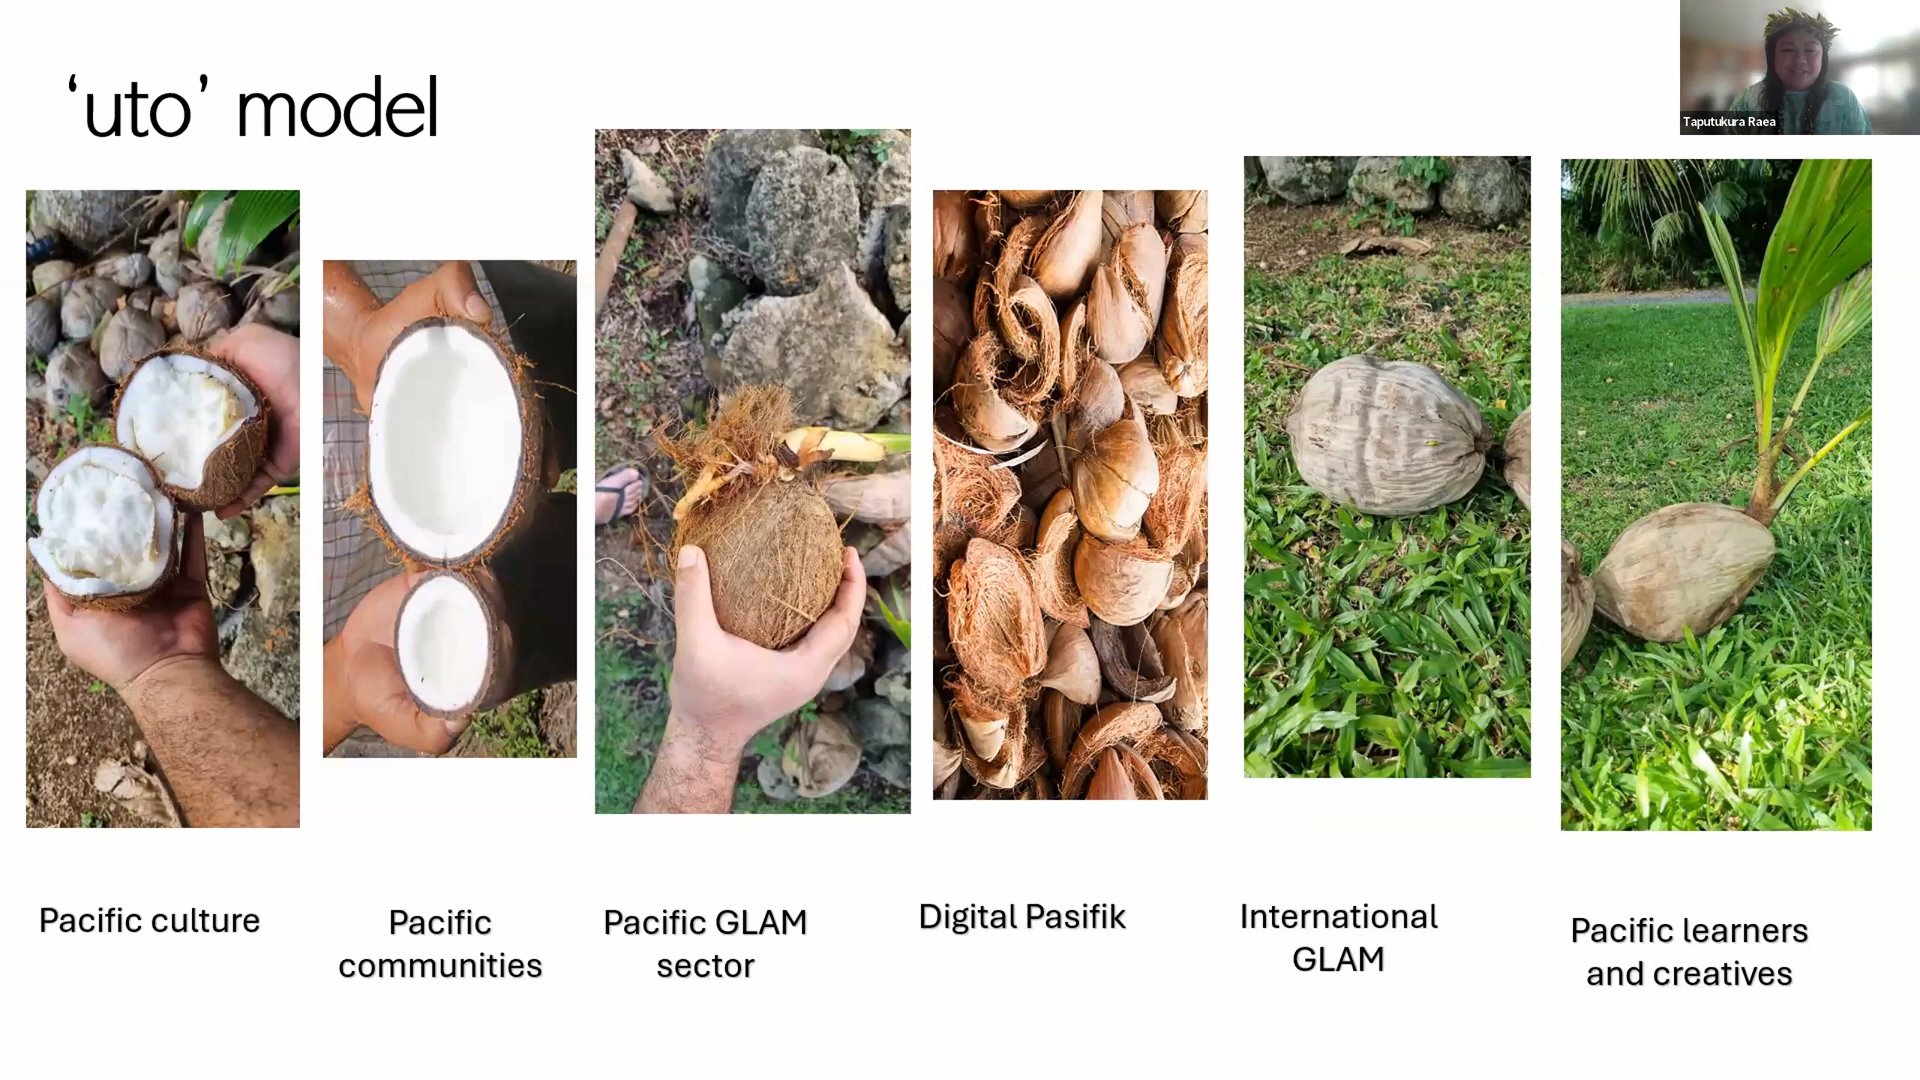 ‘uto’ model
Taputukura Raea
Pacific culture
Pacific
communities
Pacific GLAM
sector
Digital Pasifik
International
GLAM
Pacific learners
and creatives